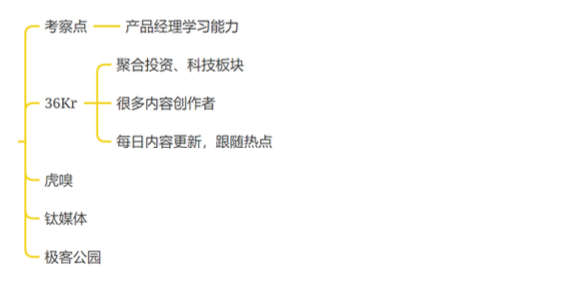 考察点
产品经理学习能力
聚合投资、科技板块
36Kr
很多内容创作者
每日内容更新，跟随热点
虎嗅
钛媒体
极客公园